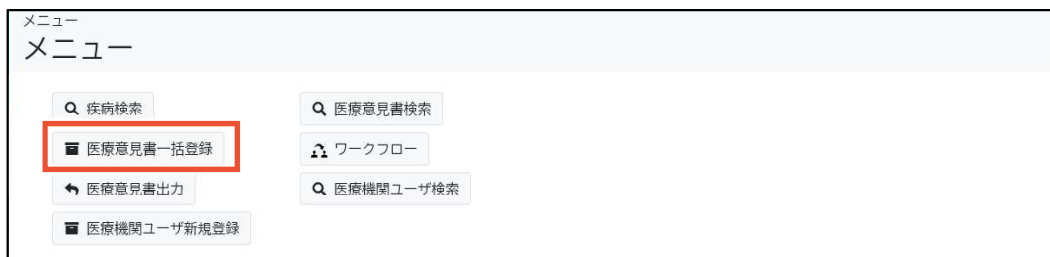 メニュー
メニュー
疾病検索
医療意見書検索
医療意見書一括登録
ワークフロー
医療意見書出力
医療機関ユーザ検索
医療機関ユーザ新規登録